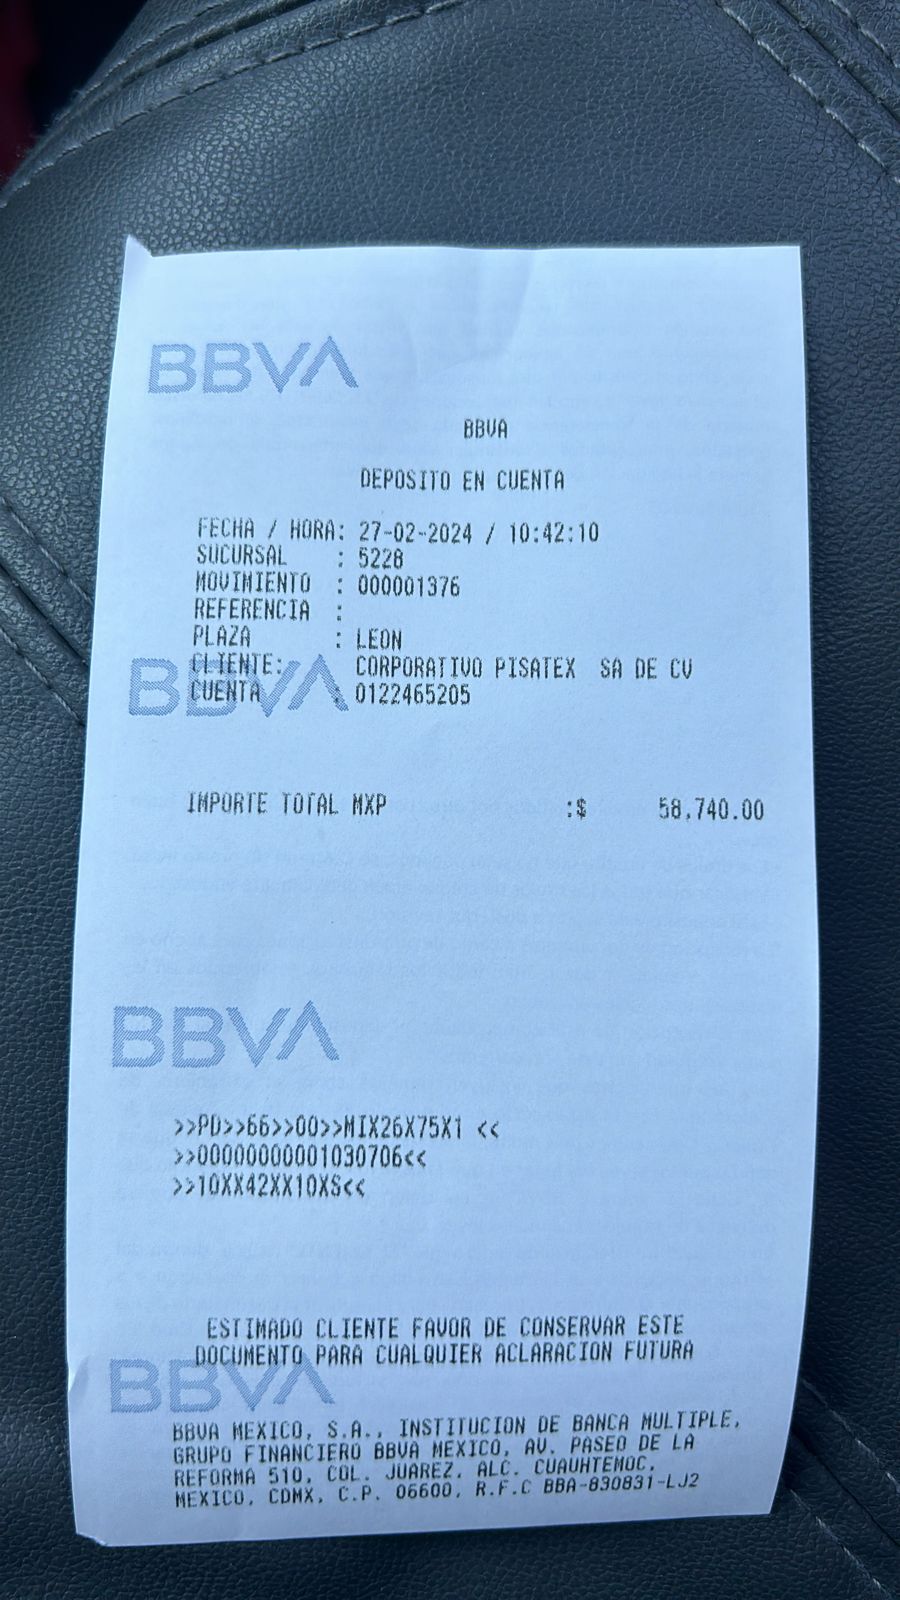 BBVA
BBVA
DEPOSITO EN CUENTA
FECHA / HORA: 27-02-2024 / 10:42:10
SUCURSAL : 5228
MOVIMIENTO : 000001376
REFERENCIA :
PLAZA : LEON
CLIENTE: CORPORATIVO PISATEX SA DE CV
BBVA
CUENTA : 0122465205
IMPORTE TOTAL MXP :$ 58,740.00
BBVA
>>PD>>66>>00>>MIX26X75X1 <<
>>00000000001030706<<
>>10XX42XX10XS<<
ESTIMADO CLIENTE FAVOR DE CONSERVAR ESTE
DOCUMENTO PARA CUALQUIER ACLARACION FUTURA
BBVA
BBVA MEXICO, S.A., INSTITUCION DE BANCA MULTIPLE,
GRUPO FINANCIERO BBVA MEXICO, AV. PASEO DE LA
REFORMA 510, COL. JUAREZ, ALC. CUAUHTEMOC,
MEXICO, CDMX, C.P. 06600, R.F.C BBA-830831-LJ2